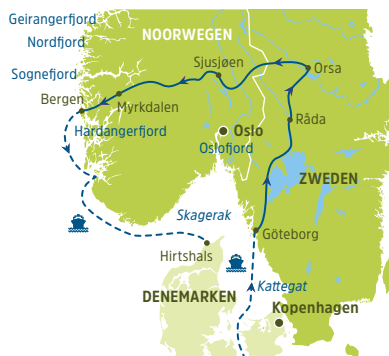 Geirangerfjord
NOORWEGEN
Nordfjord
Sjusjøen
Orsa
Sognefjord
Bergen
Myrkdalen
Råda
Hardangerfjord
Oslo
Oslofjord
ZWEDEN
Skagerak
Göteborg
Hirtshals
Kattegat
DENEMARKEN
Kopenhagen